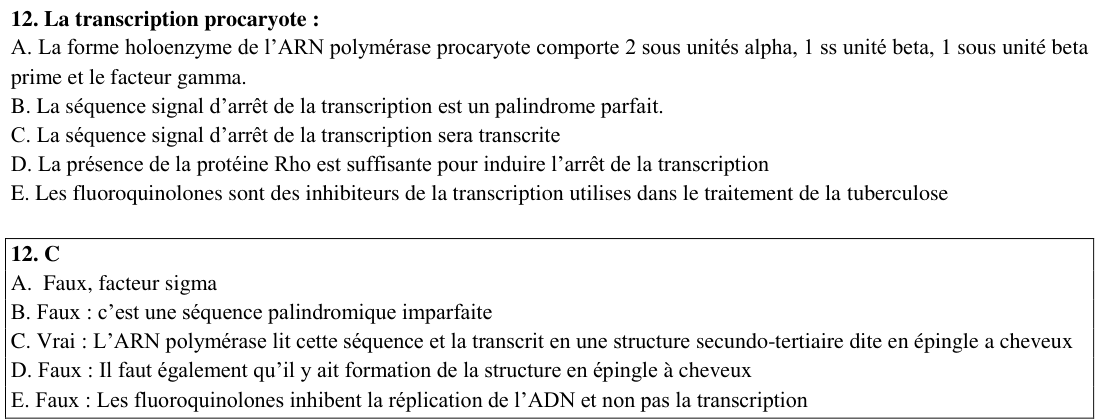 12. La transcription procaryote :
A. La forme holoenzyme de l’ARN polymérase procaryote comporte 2 sous unités alpha, 1 ss unité beta, 1 sous unité beta
prime et le facteur gamma.
B. La séquence signal d’arrêt de la transcription est un palindrome parfait.
C. La séquence signal d’arrêt de la transcription sera transcrite
D. La présence de la protéine Rho est suffisante pour induire l’arrêt de la transcription
E. Les fluoroquinolones sont des inhibiteurs de la transcription utilises dans le traitement de la tuberculose
12. C
A. Faux, facteur sigma
B. Faux : c’est une séquence palindromique imparfaite
C. Vrai : L’ARN polymérase lit cette séquence et la transcrit en une structure secundo-tertiaire dite en épingle a cheveux
D. Faux : Il faut également qu’il y ait formation de la structure en épingle à cheveux
E. Faux : Les fluoroquinolones inhibent la réplication de l’ADN et non pas la transcription